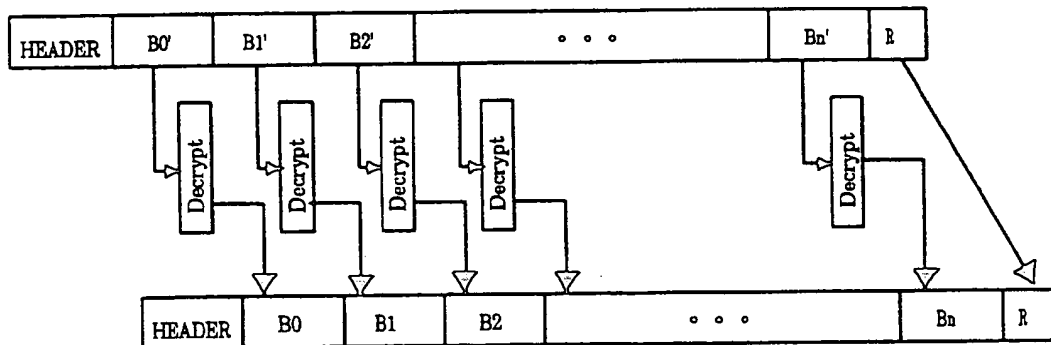 HEADER B0' B1' B2' ° ° ° Bn' R
Decrypt Decrypt Decrypt Decrypt Decrypt
HEADER B0 B1 B2 ° ° ° Bn R